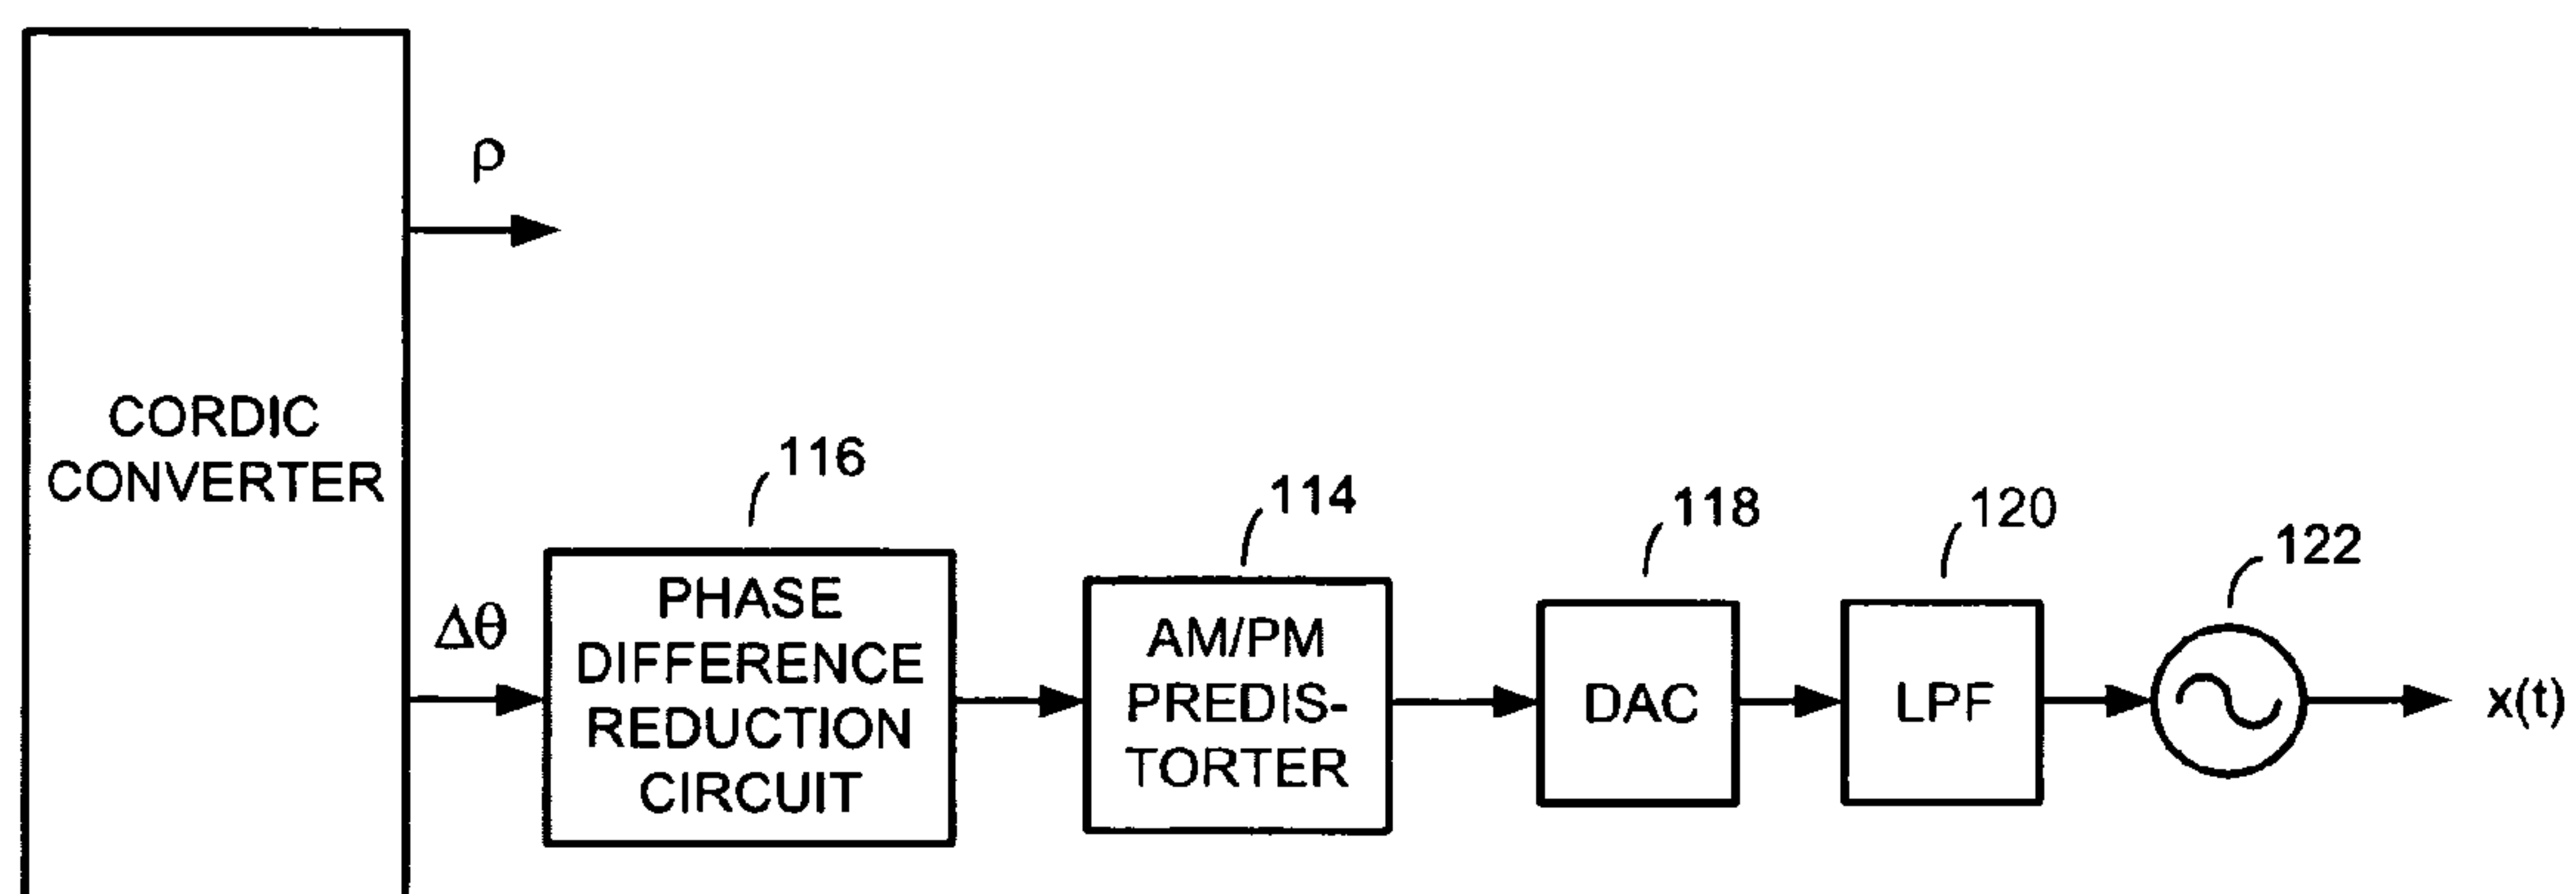 ρ
CORDIC
CONVERTER
Δθ
116
PHASE
DIFFERENCE
REDUCTION
CIRCUIT
114
AM/PM
PREDIS-
TORTER
118
DAC
120
LPF
122
x(t)